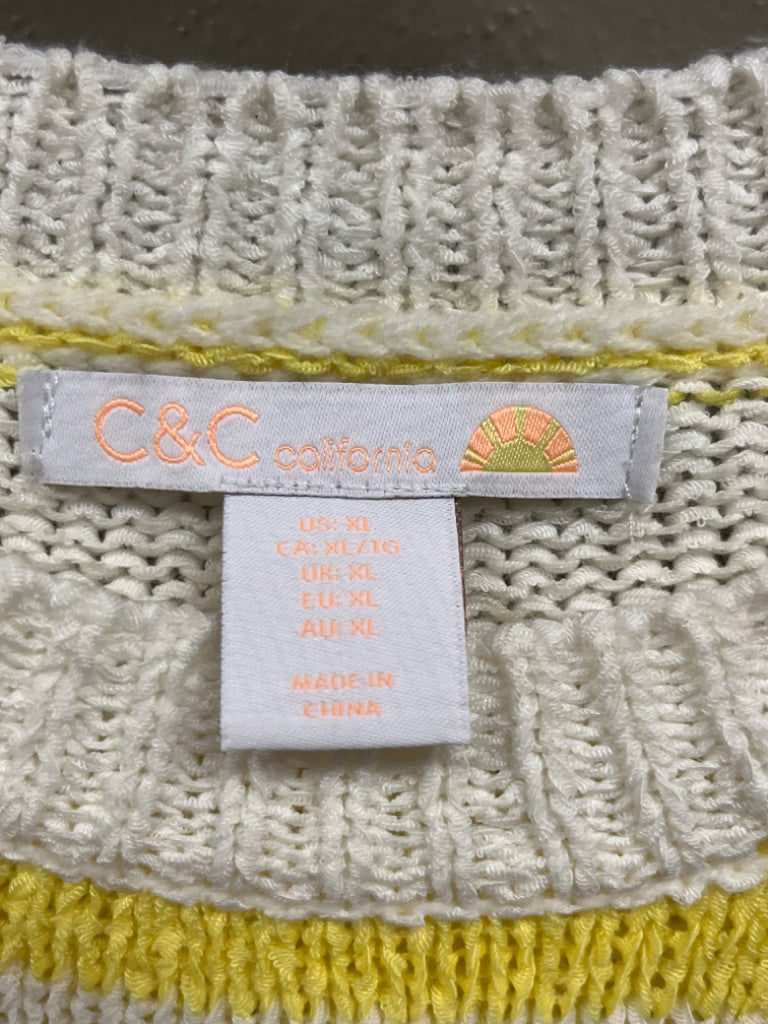 C&C california
US: XL
CA: XL/TG
UK: XL
EU: XL
AU: XL
MADE IN
CHINA